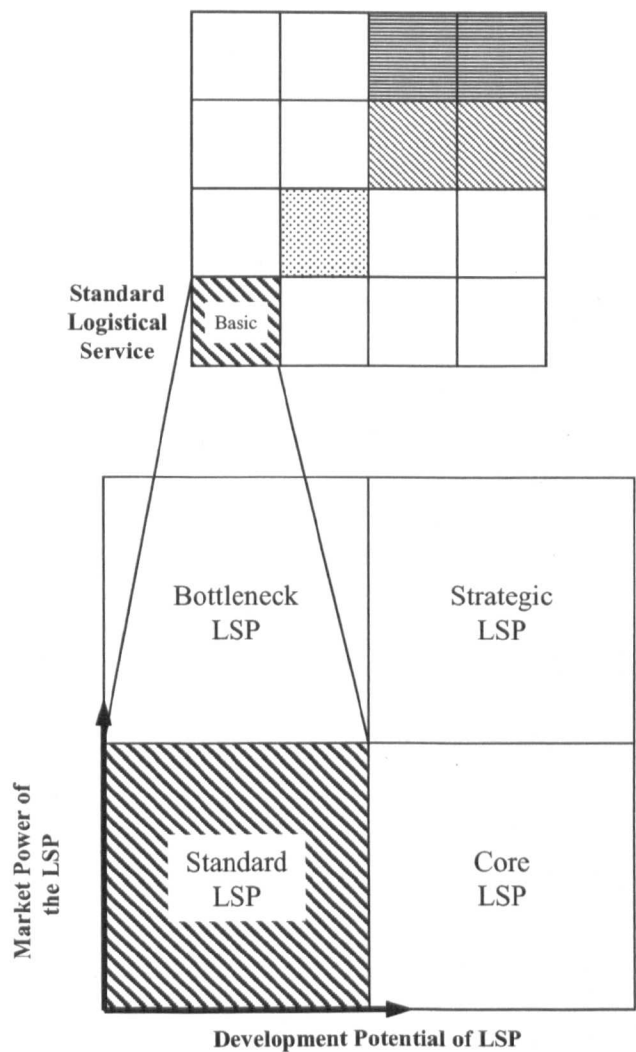 Standard
Logistical
Service
Basic
Bottleneck
LSP
Strategic
LSP
Standard
LSP
Core
LSP
Market Power of
the LSP
Development Potential of LSP